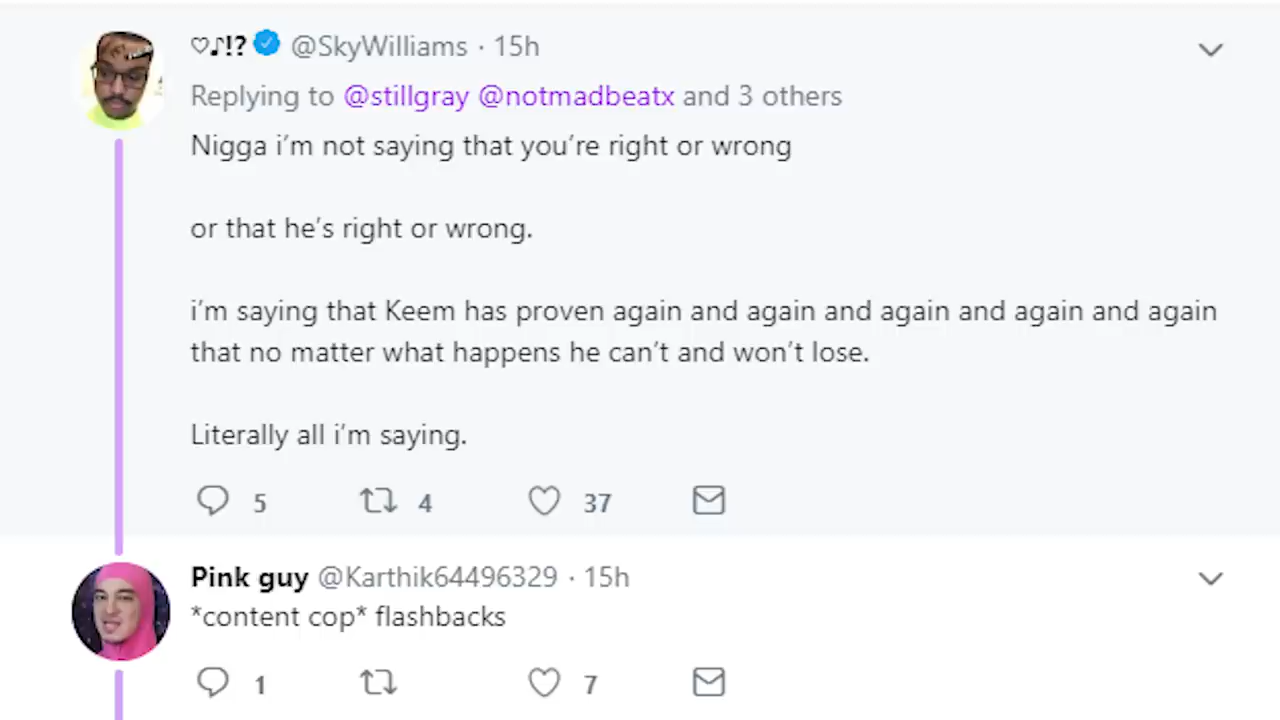 ♡♪!? @SkyWilliams · 15h
Replying to @stillgray @notmadbeatx and 3 others
Nigga i’m not saying that you’re right or wrong
or that he’s right or wrong.
i’m saying that Keem has proven again and again and again and again and again
that no matter what happens he can’t and won’t lose.
Literally all i’m saying.
5 4 37
Pink guy @Karthik64496329 · 15h
*content cop* flashbacks
1 7